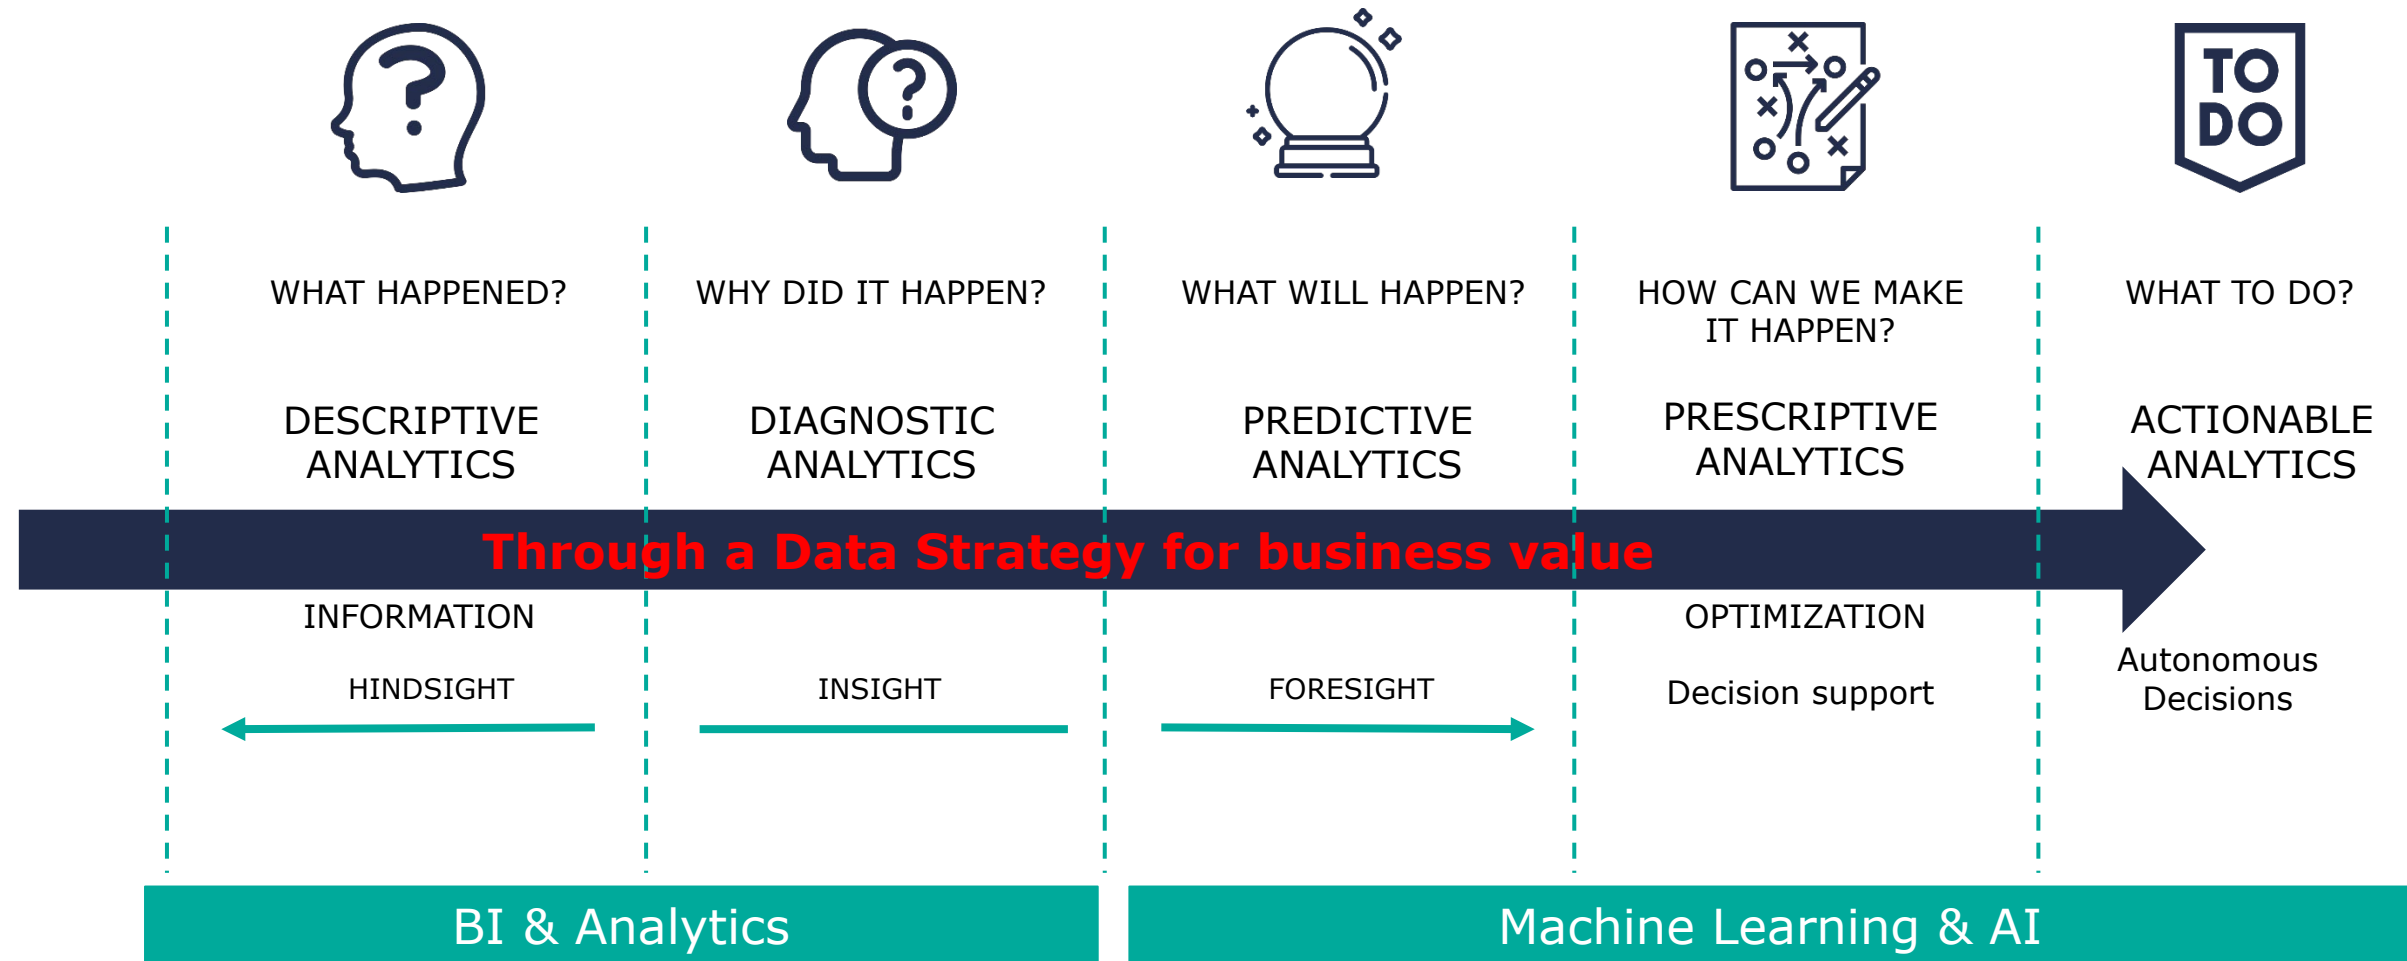 ?
?
TO
DO
WHAT HAPPENED?
WHY DID IT HAPPEN?
WHAT WILL HAPPEN?
HOW CAN WE MAKE
IT HAPPEN?
WHAT TO DO?
DESCRIPTIVE
ANALYTICS
DIAGNOSTIC
ANALYTICS
PREDICTIVE
ANALYTICS
PRESCRIPTIVE
ANALYTICS
ACTIONABLE
ANALYTICS
Through a Data Strategy for business value
INFORMATION
OPTIMIZATION
HINDSIGHT
INSIGHT
FORESIGHT
Decision support
Autonomous
Decisions
BI & Analytics
Machine Learning & AI